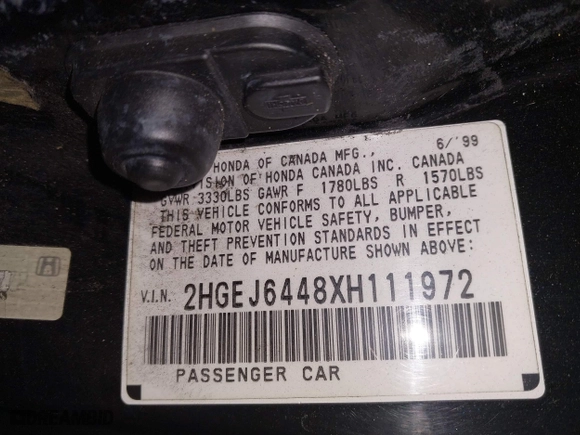 HONDA OF CANADA MFG., 6/'99
OF HONDA CANADA INC. CANADA
GVWR 3330LBS GAWR F 1780LBS R 1570LBS
THIS VEHICLE CONFORMS TO ALL APPLICABLE
FEDERAL MOTOR VEHICLE SAFETY, BUMPER,
AND THEFT PREVENTION STANDARDS IN EFFECT
ON THE DATE OF MANUFACTURE SHOWN ABOVE:
V.I.N. 2HGEJ6448XH111972
PASSENGER CAR